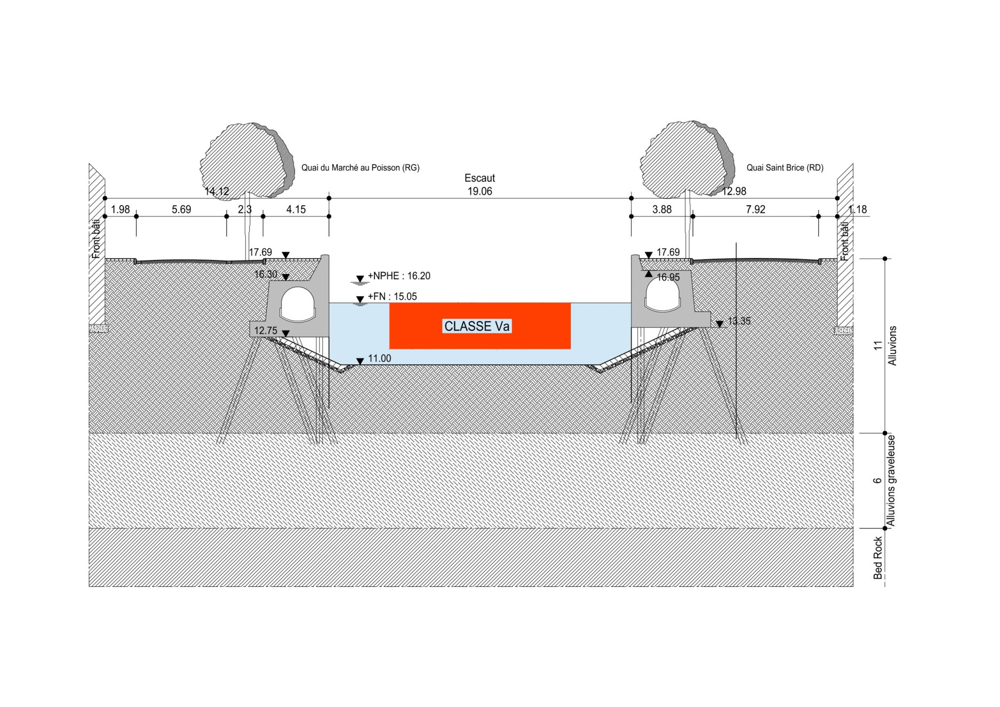 Quai du Marché au Poisson (RG)
Quai Saint Brice (RD)
Escaut
14.12
19.06
12.98
1.98
5.69
2.3
4.15
3.88
7.92
1.18
Front bâti
Front bâti
17.69
17.69
16.30
+NPHE : 16.20
16.95
+FN : 15.05
CLASSE Va
13.35
12.75
11.00
11
Alluvions
6
Alluvions graveleuse
Bed Rock